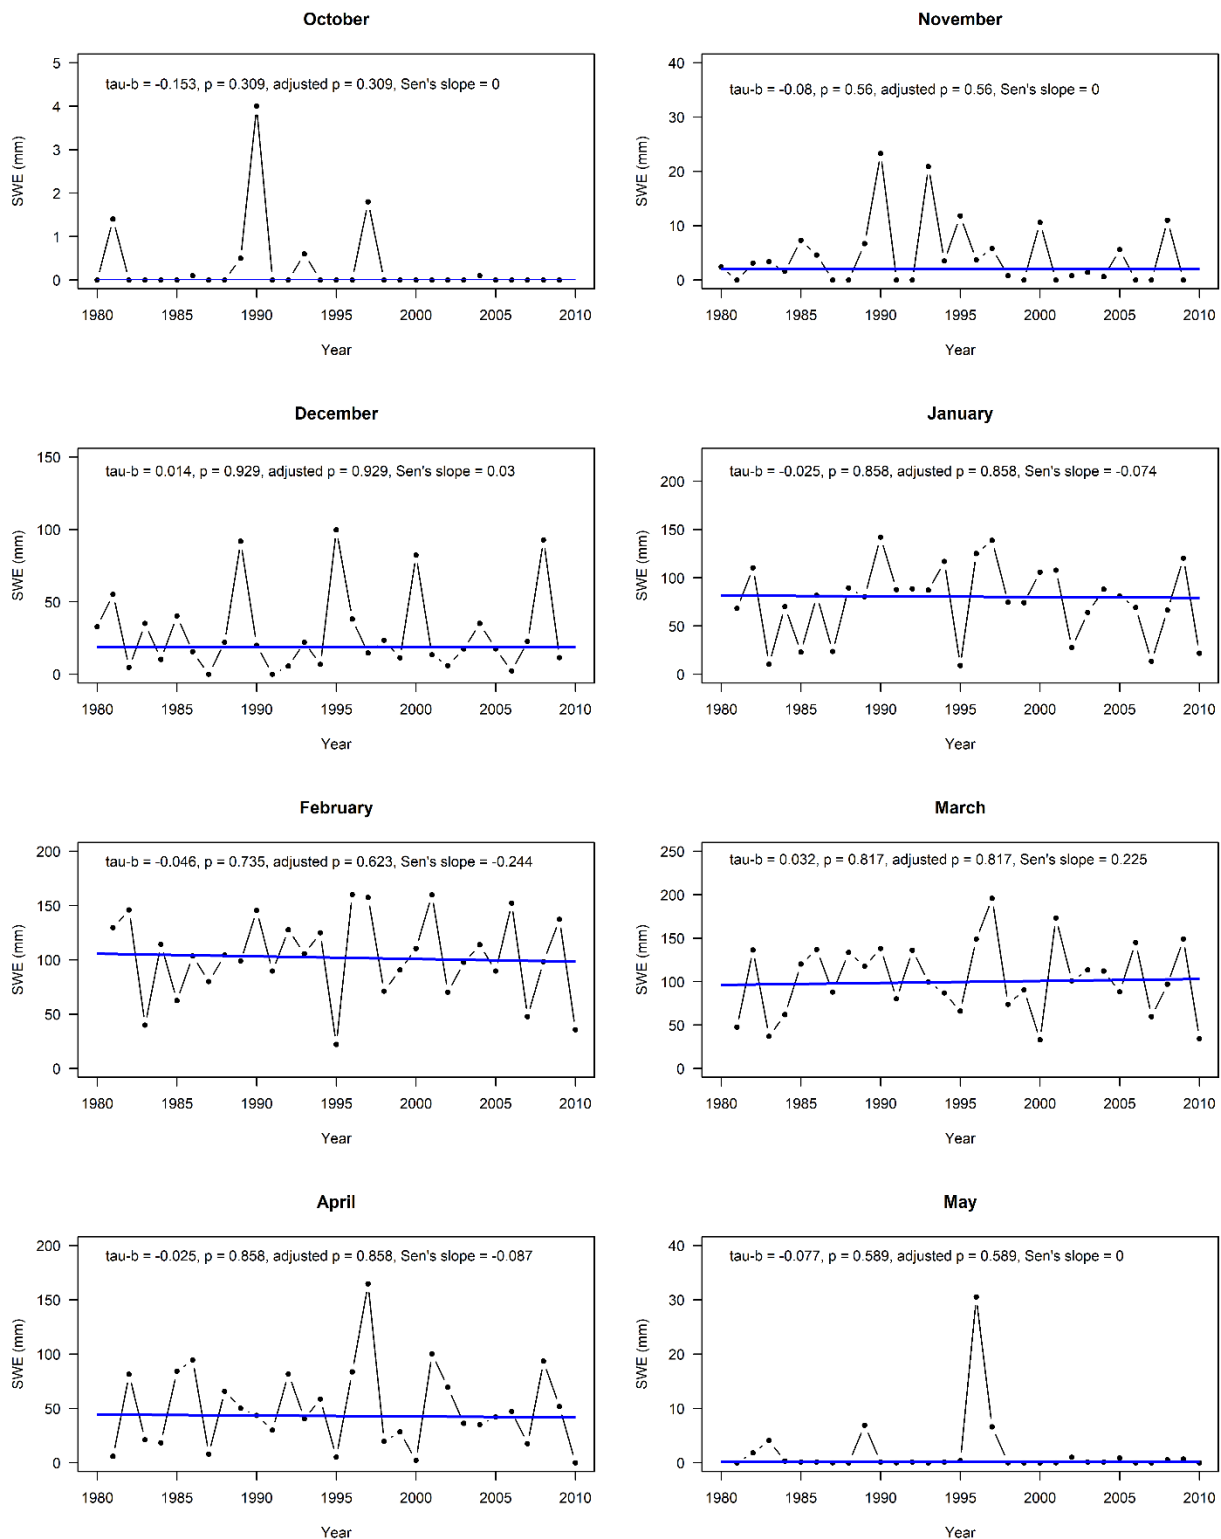 October
tau-b = -0.153, p = 0.309, adjusted p = 0.309, Sen's slope = 0
SWE (mm)
5
4
3
2
1
0
1980 1985 1990 1995 2000 2005 2010
Year
November
tau-b = -0.08, p = 0.56, adjusted p = 0.56, Sen's slope = 0
SWE (mm)
40
30
20
10
0
1980 1985 1990 1995 2000 2005 2010
Year
December
tau-b = 0.014, p = 0.929, adjusted p = 0.929, Sen's slope = 0.03
SWE (mm)
150
100
50
0
1980 1985 1990 1995 2000 2005 2010
Year
January
tau-b = -0.025, p = 0.858, adjusted p = 0.858, Sen's slope = -0.074
SWE (mm)
200
150
100
50
0
1980 1985 1990 1995 2000 2005 2010
Year
February
tau-b = -0.046, p = 0.735, adjusted p = 0.623, Sen's slope = -0.244
SWE (mm)
200
150
100
50
0
1980 1985 1990 1995 2000 2005 2010
Year
March
tau-b = 0.032, p = 0.817, adjusted p = 0.817, Sen's slope = 0.225
SWE (mm)
250
200
150
100
50
0
1980 1985 1990 1995 2000 2005 2010
Year
April
tau-b = -0.025, p = 0.858, adjusted p = 0.858, Sen's slope = -0.087
SWE (mm)
200
150
100
50
0
1980 1985 1990 1995 2000 2005 2010
Year
May
tau-b = -0.077, p = 0.589, adjusted p = 0.589, Sen's slope = 0
SWE (mm)
40
30
20
10
0
1980 1985 1990 1995 2000 2005 2010
Year